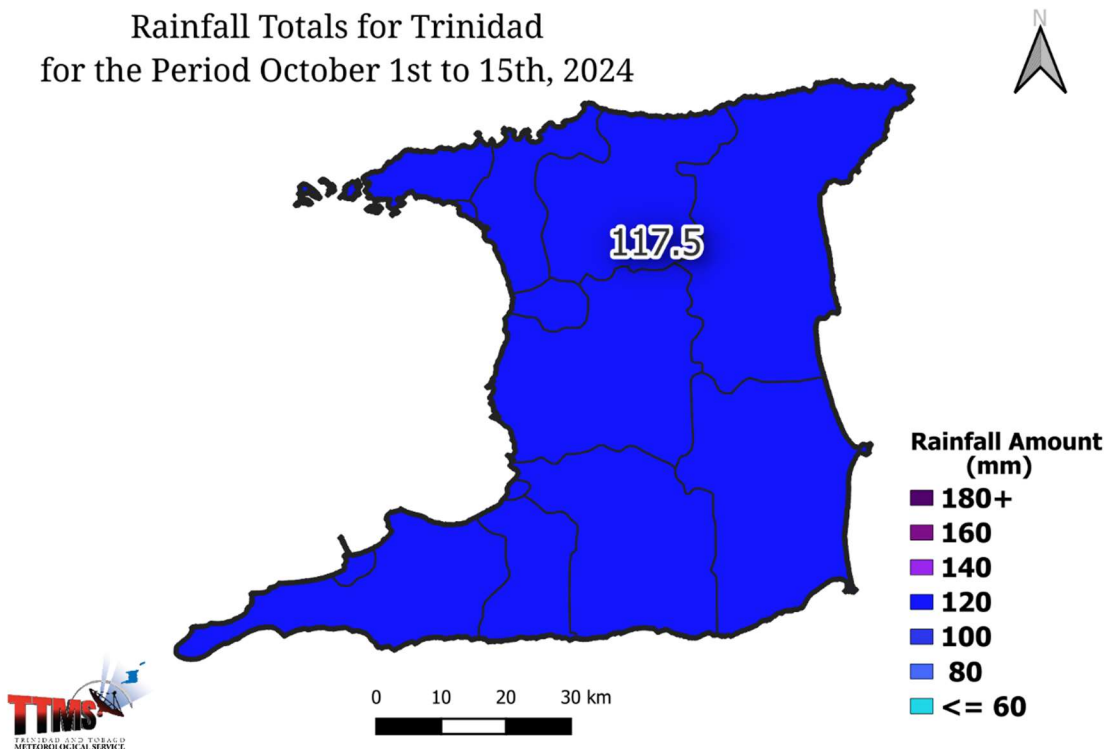 Rainfall Totals for Trinidad
for the Period October 1st to 15th, 2024
N
117.5
Rainfall Amount
(mm)
180+
160
140
120
100
80
<= 60
0 10 20 30 km
TTMS
TRINIDAD AND TOBAGO
METEOROLOGICAL SERVICE